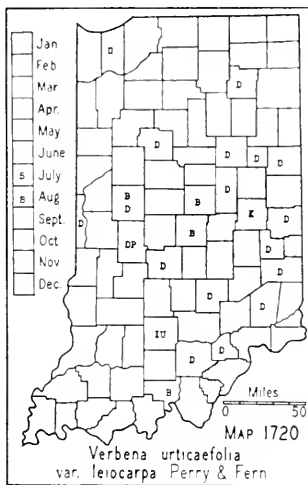 Jan
Feb
Mar
Apr.
May
June
5 July
8 Aug
Sept.
Oct
Nov
Dec.
D
D
D
D
D
D
D
B
D
B
D
K
D
B
D
DP
D
D
D
D
D
IU
D
D
B
Miles
0 50
MAP 1720
Verbena urticaefolia
var. leiocarpa Perry & Fern